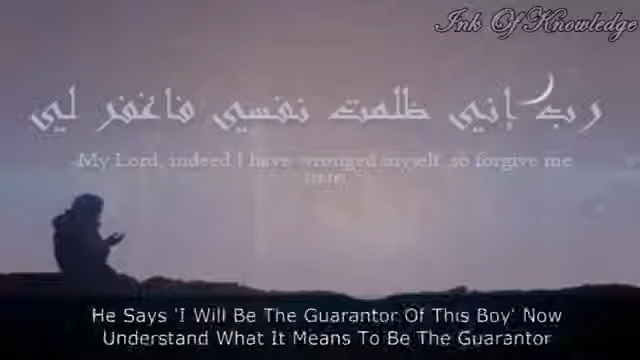 Ink Of Knowledge
رب إني ظلمت نفسي فاغفر لي
My Lord, indeed I have wronged myself, so forgive me
He Says 'I Will Be The Guarantor Of This Boy' Now
Understand What It Means To Be The Guarantor